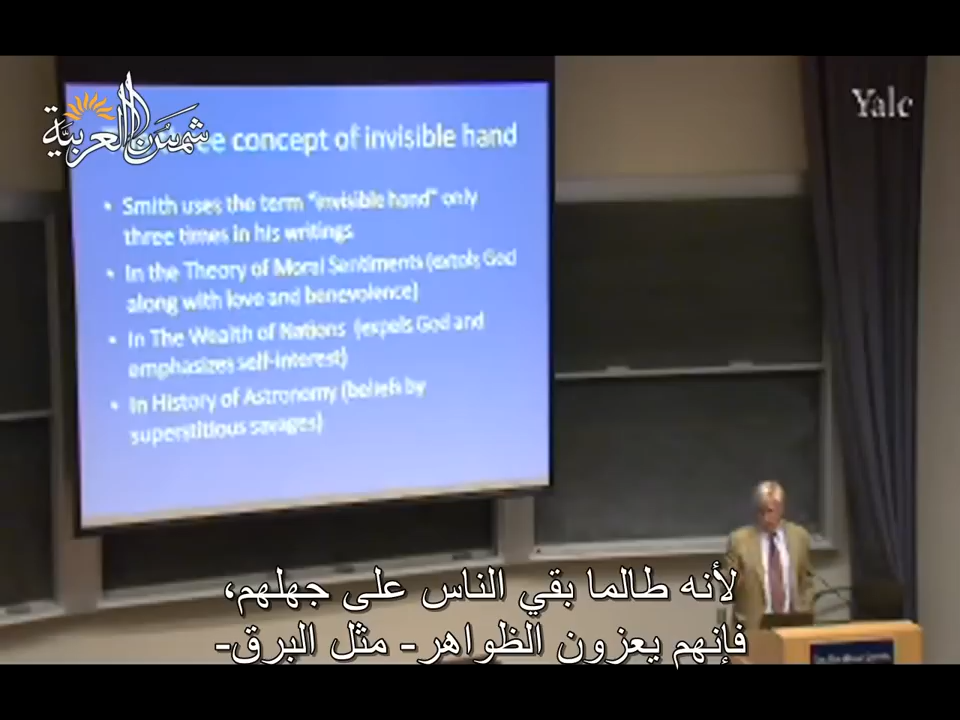 شمس العربية
Yale
concept of invisible hand
• Smith uses the term "invisible hand" only
three times in his writings
• In the Theory of Moral Sentiments (extols God
along with love and benevolence)
• In The Wealth of Nations (expels God and
emphasizes self-interest)
• In History of Astronomy (beliefs by
superstitious savages)
لأنه طالما بقي الناس على جهلهم،
فإنهم يعزون الظواهر- مثل البرق-